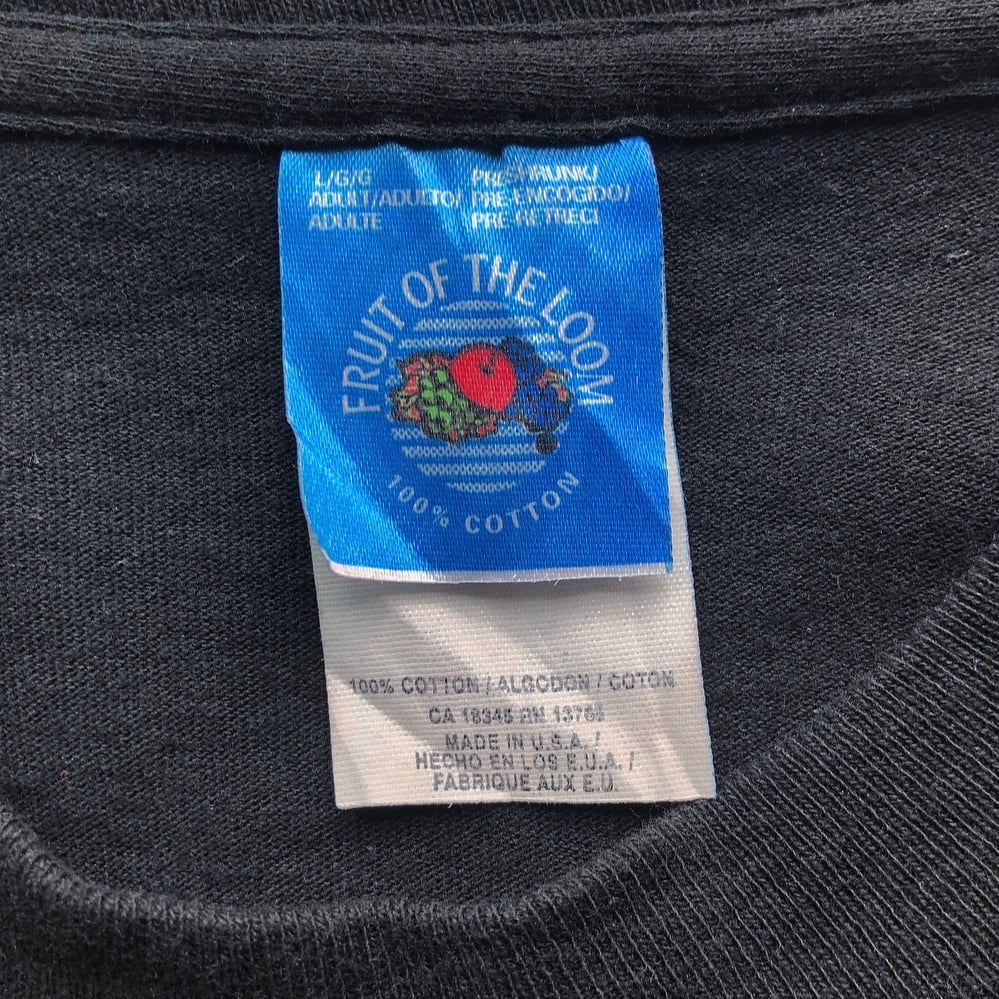 L/G/G
ADULT/ADULTO/
ADULTE
PRESHRUNK/
PRE-ENCOGIDO/
PRE-RETRECI
FRUIT OF THE LOOM
100% COTTON
100% COTTON / ALGODON / COTON
CA 18345 RN 13765
MADE IN U.S.A. /
HECHO EN LOS E.U.A. /
FABRIQUE AUX E.U.